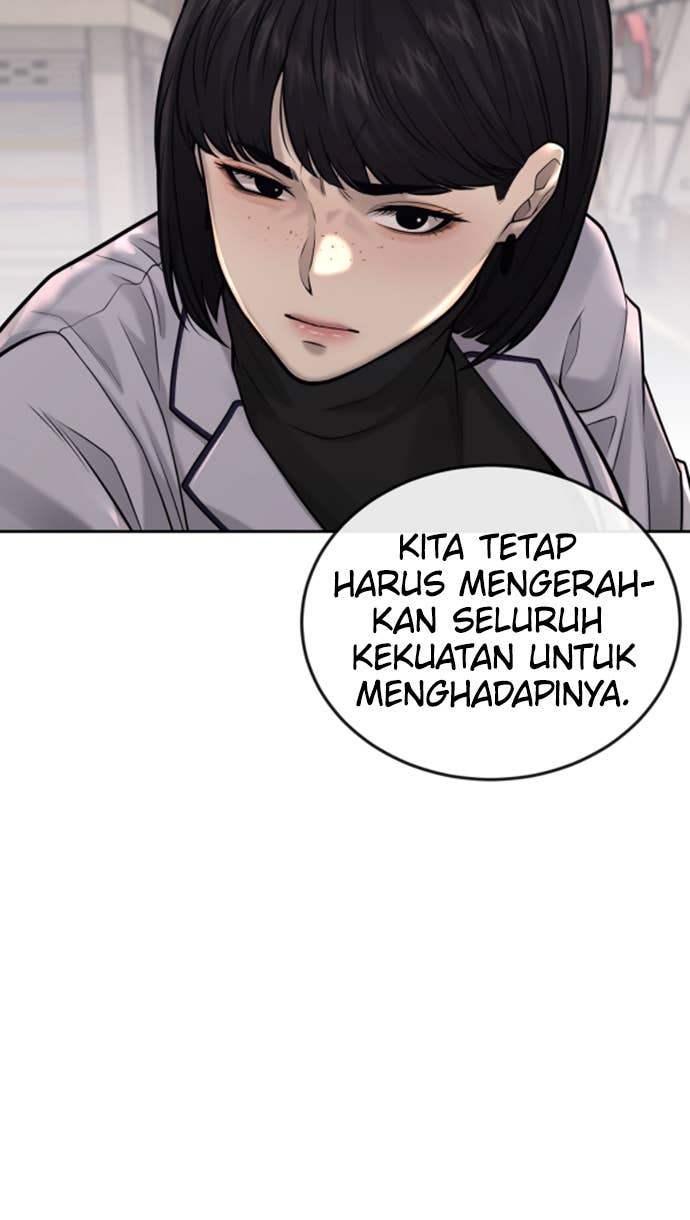 KITA TETAP
HARUS MENGERAH-
KAN SELURUH
KEKUATAN UNTUK
MENGHADAPINYA.